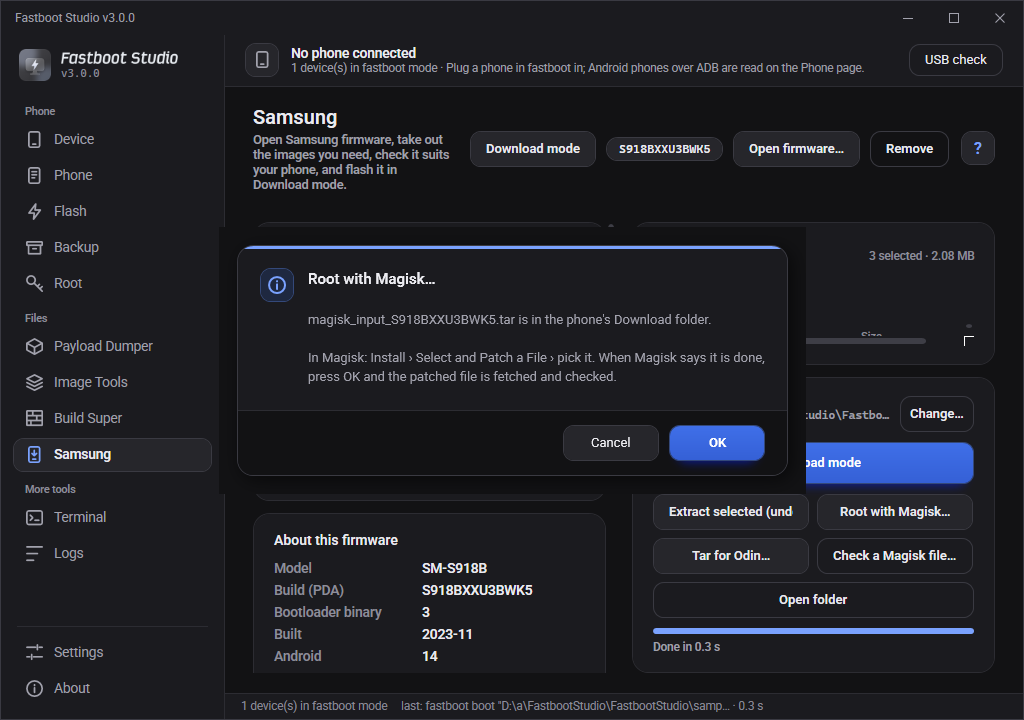 Fastboot Studio v3.0.0
Fastboot Studio
v3.0.0
Phone
Device
Phone
Flash
Backup
Root
Files
Payload Dumper
Image Tools
Build Super
Samsung
More tools
Terminal
Logs
Settings
About
No phone connected
1 device(s) in fastboot mode · Plug a phone in fastboot in; Android phones over ADB are read on the Phone page.
USB check
Samsung
Open Samsung firmware, take out
the images you need, check it suits
your phone, and flash it in
Download mode.
Download mode
S918BXXU3BWK5
Open firmware…
Remove
?
3 selected · 2.08 MB
Root with Magisk…
magisk_input_S918BXXU3BWK5.tar is in the phone's Download folder.
In Magisk: Install › Select and Patch a File › pick it. When Magisk says it is done,
press OK and the patched file is fetched and checked.
Cancel
OK
Change…
oad mode
Extract selected (und
Root with Magisk…
Tar for Odin…
Check a Magisk file…
Open folder
Done in 0.3 s
About this firmware
Model SM-S918B
Build (PDA) S918BXXU3BWK5
Bootloader binary 3
Built 2023-11
Android 14
1 device(s) in fastboot mode last: fastboot boot "D:\a\FastbootStudio\FastbootStudio\samp… · 0.3 s